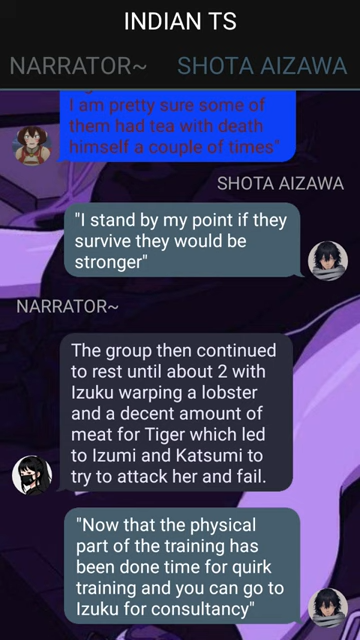 INDIAN TS
NARRATOR~ SHOTA AIZAWA
I am pretty sure some of
them had tea with death
himself a couple of times"
SHOTA AIZAWA
"I stand by my point if they
survive they would be
stronger"
NARRATOR~
The group then continued
to rest until about 2 with
Izuku warping a lobster
and a decent amount of
meat for Tiger which led
to Izumi and Katsumi to
try to attack her and fail.
"Now that the physical
part of the training has
been done time for quirk
training and you can go to
Izuku for consultancy"